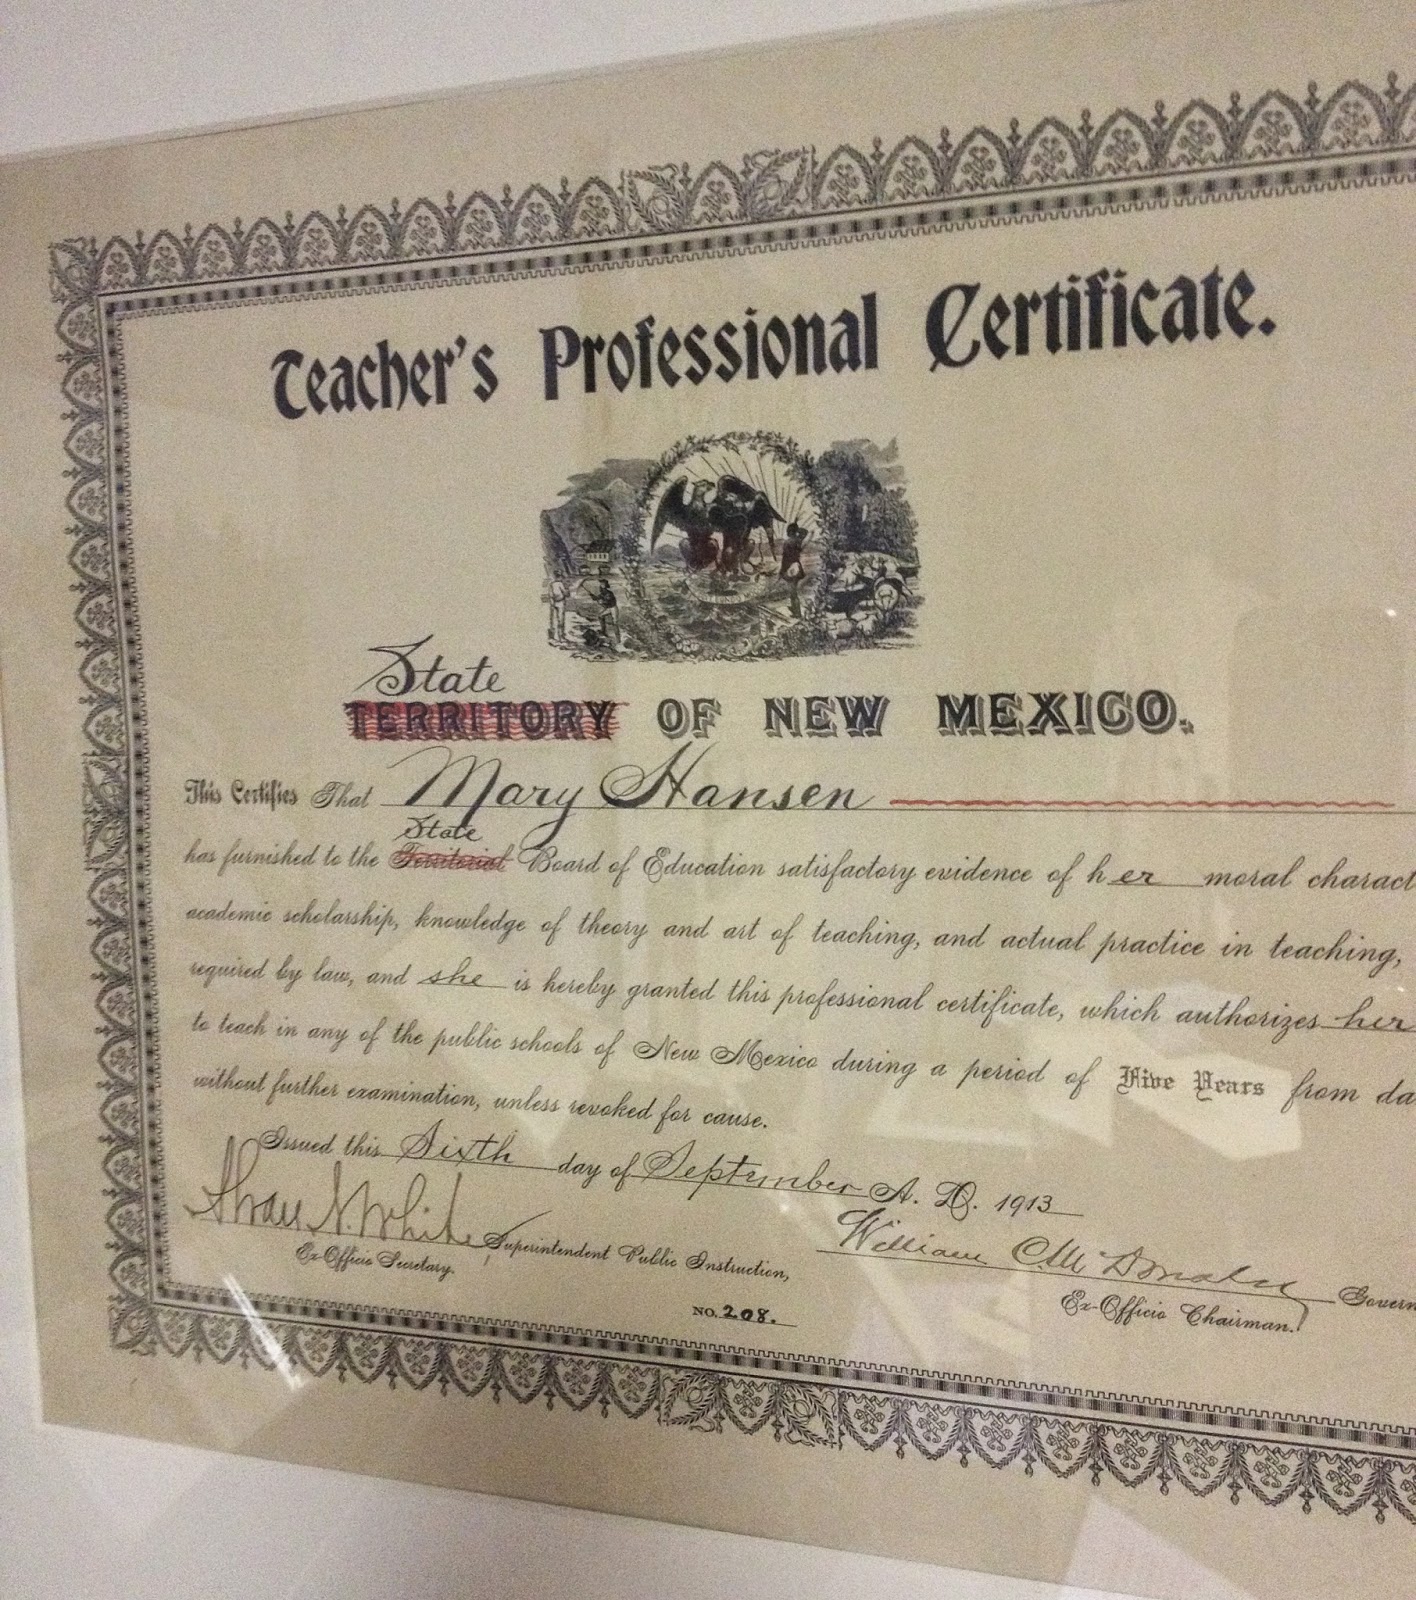 Teacher's Professional Certificate.
State
TERRITORY OF NEW MEXICO.
This Certifies That Mary Hansen
State
has furnished to the Territorial Board of Education satisfactory evidence of her moral charact
academic scholarship, knowledge of theory and art of teaching, and actual practice in teaching,
required by law, and she is hereby granted this professional certificate, which authorizes her
to teach in any of the public schools of New Mexico during a period of Five Years from da
without further examination, unless revoked for cause.
Issued this Sixth day of September A. D. 1913
Alvan N. White Superintendent Public Instruction,
Ex-Officio Secretary.
William C. McDonald Govern
Ex-Officio Chairman.
NO. 208.